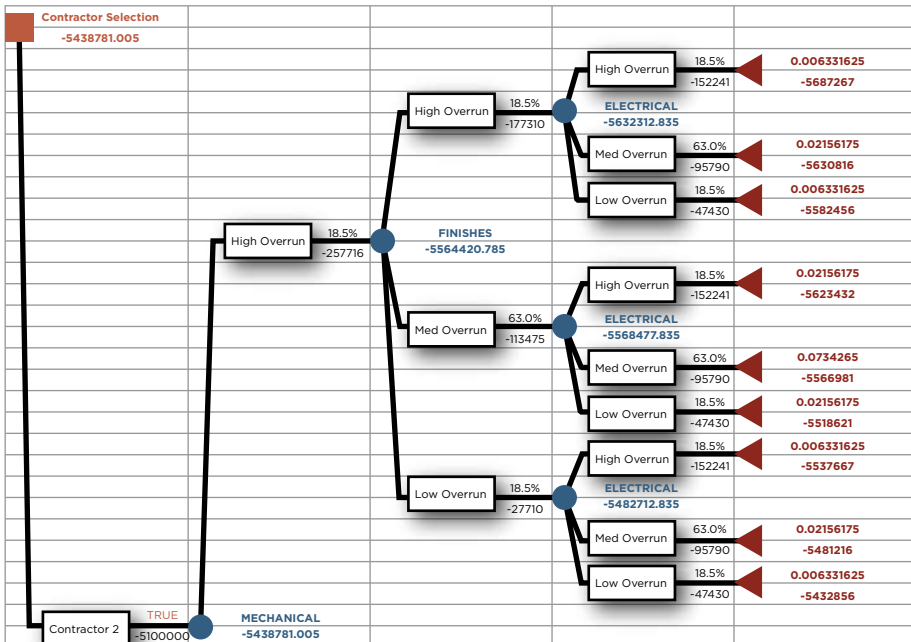 Contractor Selection
-5438781.005
High Overrun
18.5%
-152241
0.006331625
-5687267
High Overrun
18.5%
-177310
ELECTRICAL
-5632312.835
Med Overrun
63.0%
-95790
0.02156175
-5630816
Low Overrun
18.5%
-47430
0.006331625
-5582456
High Overrun
18.5%
-257716
FINISHES
-5564420.785
High Overrun
18.5%
-152241
0.02156175
-5623432
Med Overrun
63.0%
-113475
ELECTRICAL
-5568477.835
Med Overrun
63.0%
-95790
0.0734265
-5566981
Low Overrun
18.5%
-47430
0.02156175
-5518621
High Overrun
18.5%
-152241
0.006331625
-5537667
Low Overrun
18.5%
-27710
ELECTRICAL
-5482712.835
Med Overrun
63.0%
-95790
0.02156175
-5481216
Low Overrun
18.5%
-47430
0.006331625
-5432856
Contractor 2
TRUE
-5100000
MECHANICAL
-5438781.005